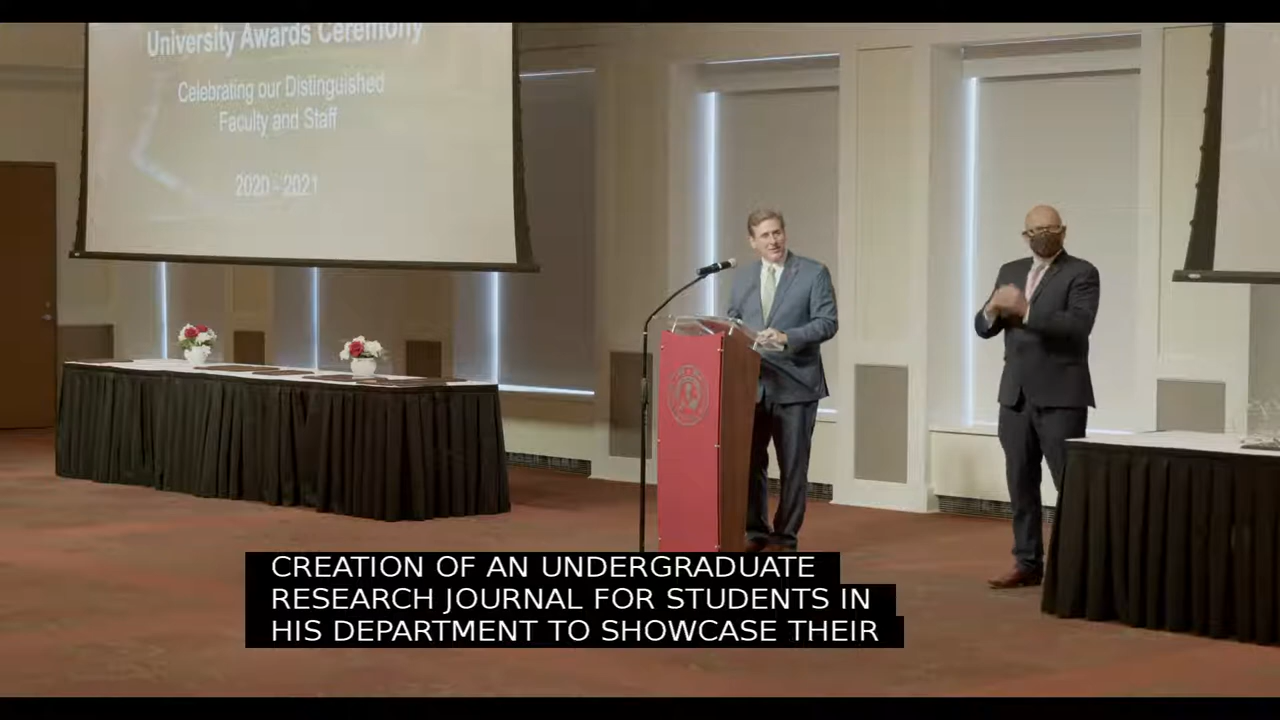 University Awards Ceremony
Celebrating our Distinguished
Faculty and Staff
2020 - 2021
CREATION OF AN UNDERGRADUATE
RESEARCH JOURNAL FOR STUDENTS IN
HIS DEPARTMENT TO SHOWCASE THEIR